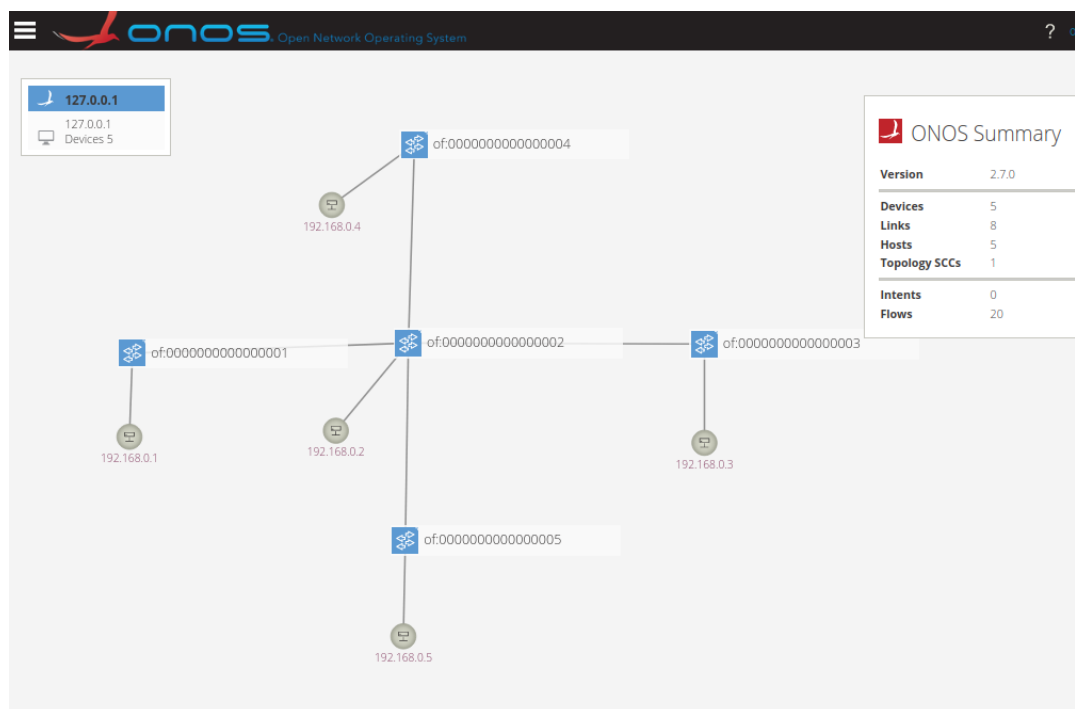 onos. Open Network Operating System
?
127.0.0.1
127.0.0.1
Devices 5
of:0000000000000004
192.168.0.4
ONOS Summary
Version 2.7.0
Devices 5
Links 8
Hosts 5
Topology SCCs 1
Intents 0
Flows 20
of:0000000000000001
of:0000000000000002
of:0000000000000003
192.168.0.1
192.168.0.2
192.168.0.3
of:0000000000000005
192.168.0.5